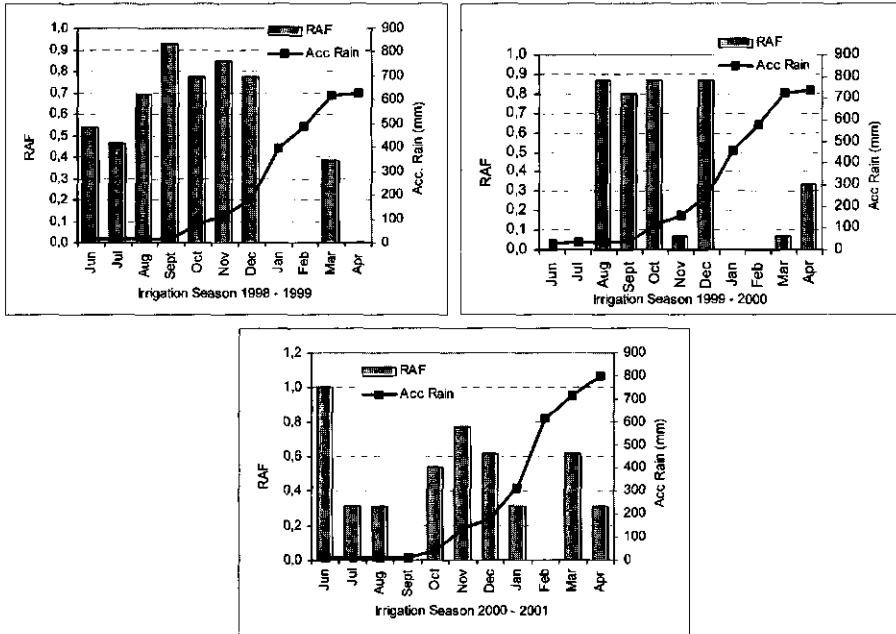 1,0
0,9
0,8
0,7
0,6
0,5
0,4
0,3
0,2
0,1
0,0
RAF
RAF
Acc Rain
900
800
700
600
500
400
300
200
100
0
Acc. Rain (mm)
Jun
Jul
Aug
Sept
Oct
Nov
Dec
Jan
Feb
Mar
Apr
Irrigation Season 1998 - 1999
1,0
0,9
0,8
0,7
0,6
0,5
0,4
0,3
0,2
0,1
0,0
RAF
RAF
Acc Rain
900
800
700
600
500
400
300
200
100
0
Acc Rain (mm)
Jun
Jul
Aug
Sept
Oct
Nov
Dec
Jan
Feb
Mar
Apr
Irrigation Season 1999 - 2000
1,2
1,0
0,8
0,6
0,4
0,2
0,0
RAF
RAF
Acc Rain
900
800
700
600
500
400
300
200
100
0
Acc Rain (mm)
Jun
Jul
Aug
Sept
Oct
Nov
Dec
Jan
Feb
Mar
Apr
Irrigation Season 2000 - 2001